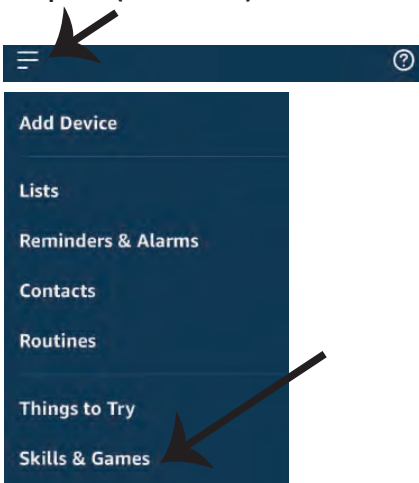 Add Device
Lists
Reminders & Alarms
Contacts
Routines
Things to Try
Skills & Games